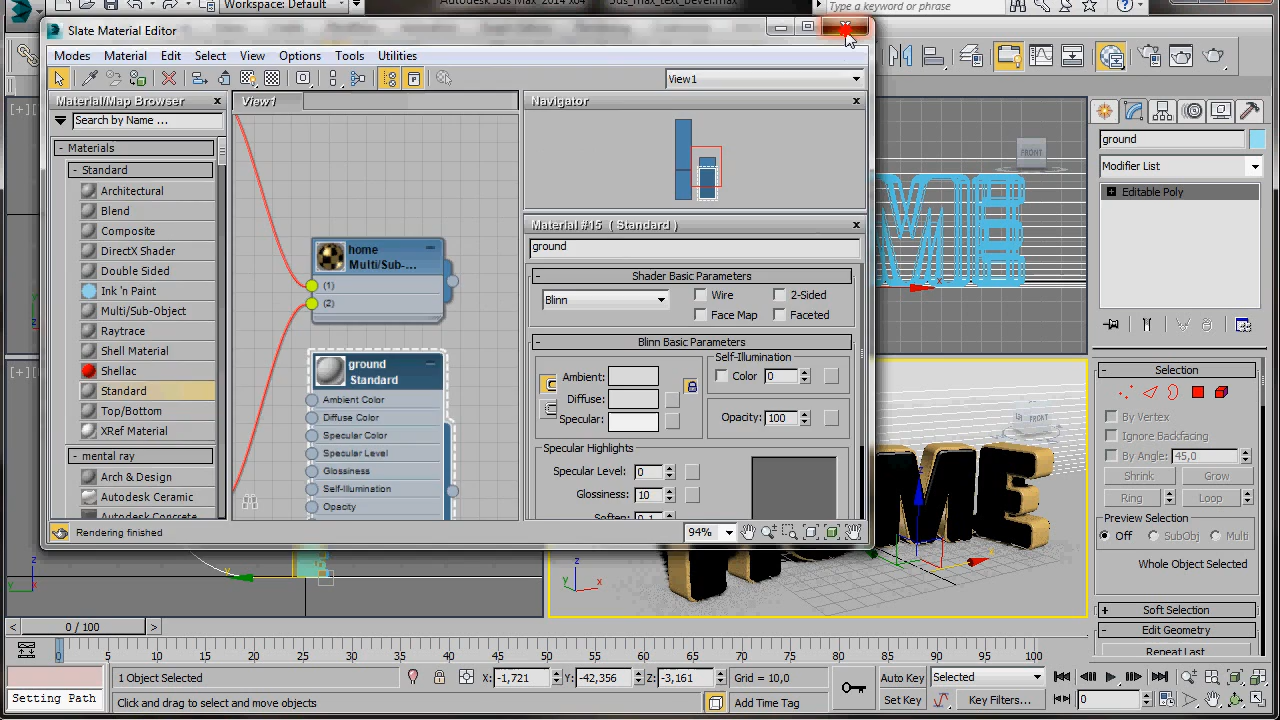 Workspace: Default
Autodesk 3ds Max 2014 x64
3ds_max_text_bevel.max
Type a keyword or phrase
Slate Material Editor
Modes Material Edit Select View Options Tools Utilities
View1
Material/Map Browser
View1
Navigator
Search by Name ...
- Materials
- Standard
Architectural
Blend
Composite
DirectX Shader
Double Sided
Ink 'n Paint
Multi/Sub-Object
Raytrace
Shell Material
Shellac
Standard
Top/Bottom
XRef Material
- mental ray
Arch & Design
Autodesk Ceramic
Autodesk Concrete
home
Multi/Sub-...
(1)
(2)
ground
Standard
Ambient Color
Diffuse Color
Specular Color
Specular Level
Glossiness
Self-Illumination
Opacity
Material #15 ( Standard )
ground
- Shader Basic Parameters
Blinn
Wire
2-Sided
Face Map
Faceted
- Blinn Basic Parameters
Self-Illumination
Ambient:
Color 0
Diffuse:
Specular:
Opacity: 100
Specular Highlights
Specular Level: 0
Glossiness: 10
Soften: 0,1
Rendering finished
94%
[+]
[+]
FRONT
FRONT
HOME
x
z
y
x
z
y
ground
Modifier List
Editable Poly
- Selection
By Vertex
Ignore Backfacing
By Angle: 45,0
Shrink Grow
Ring Loop
Preview Selection
Off SubObj Multi
Whole Object Selected
+ Soft Selection
- Edit Geometry
Repeat Last
< 0 / 100 >
0 5 10 15 20 25 30 35 40 45 50 55 60 65 70 75 80 85 90 95 100
1 Object Selected
X: -1,721 Y: -42,356 Z: -3,161
Grid = 10,0
Auto Key Selected
Setting Path
Click and drag to select and move objects
Add Time Tag
Set Key Key Filters...
0